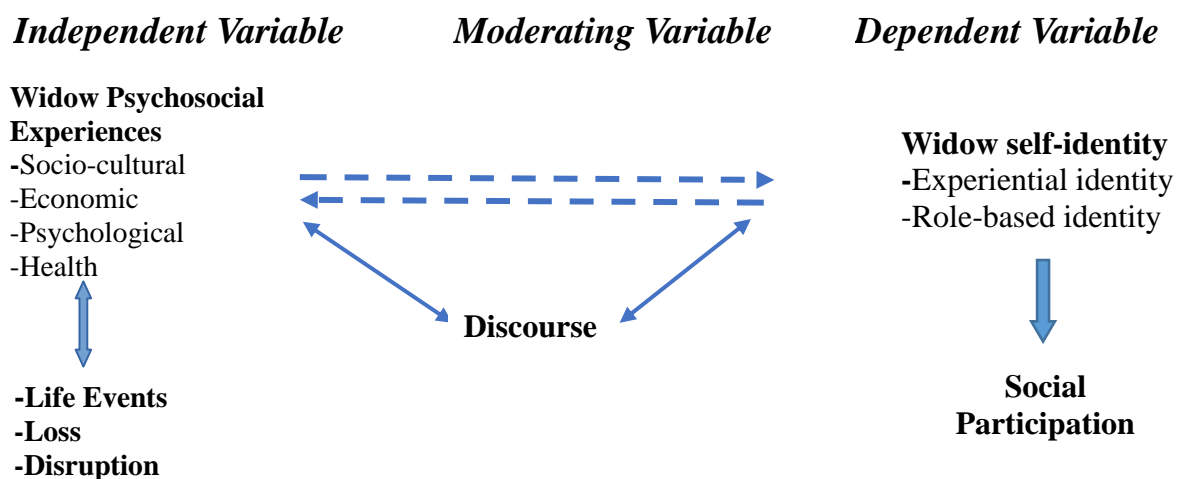 Independent Variable
Moderating Variable
Dependent Variable
Widow Psychosocial
Experiences
-Socio-cultural
-Economic
-Psychological
-Health
-Life Events
-Loss
-Disruption
Discourse
Widow self-identity
-Experiential identity
-Role-based identity
Social
Participation